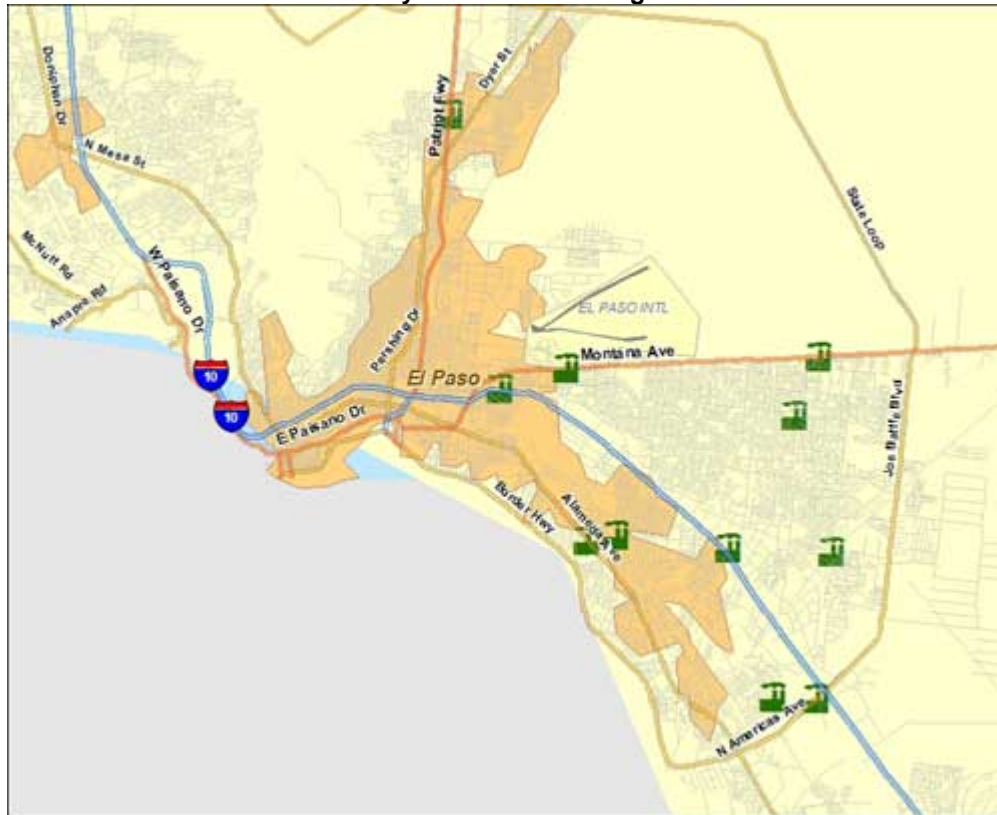 Doniphan Dr
N Mesa St
Patriot Fwy
Dyer St
State Loop
McNutt Rd
Anapra Rd
W Paisano Dr
Pershing Dr
EL PASO INTL
Montana Ave
10
El Paso
10
E Paisano Dr
Joe Battle Blvd
Border Hwy
Alameda Ave
N Americas Ave